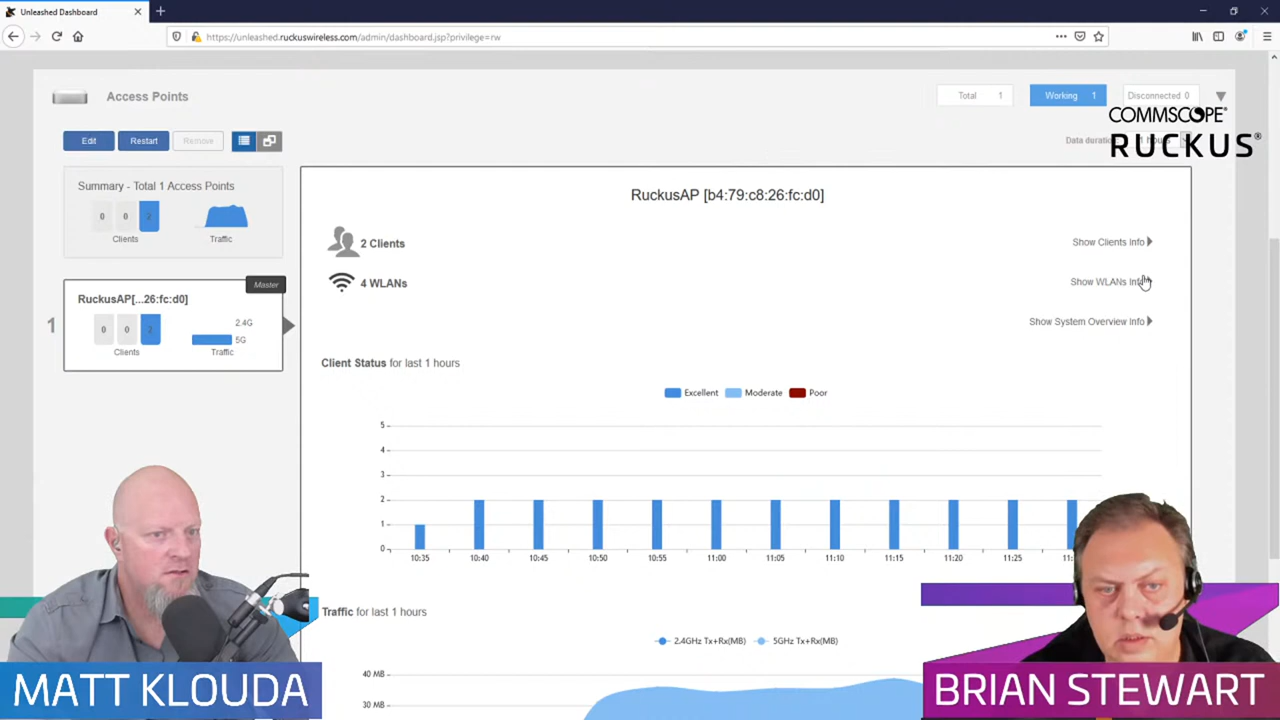 Unleashed Dashboard
https://unleashed.ruckuswireless.com/admin/dashboard.jsp?privilege=rw
Access Points
Total 1
Working 1
Disconnected 0
COMMSCOPE®
RUCKUS®
Edit
Restart
Remove
Summary - Total 1 Access Points
0 0 2
Clients
Traffic
Master
RuckusAP[...26:fc:d0]
1
0 0 2
2.4G
5G
Clients
Traffic
RuckusAP [b4:79:c8:26:fc:d0]
2 Clients
Show Clients Info
4 WLANs
Show WLANs
Show System Overview Info
Client Status for last 1 hours
Excellent
Moderate
Poor
5
4
3
2
1
0
10:35 10:40 10:45 10:50 10:55 11:00 11:05 11:10 11:15 11:20 11:25
Traffic for last 1 hours
2.4GHz Tx+Rx(MB)
5GHz Tx+Rx(MB)
40 MB
30 MB
MATT KLOUDA
BRIAN STEWART